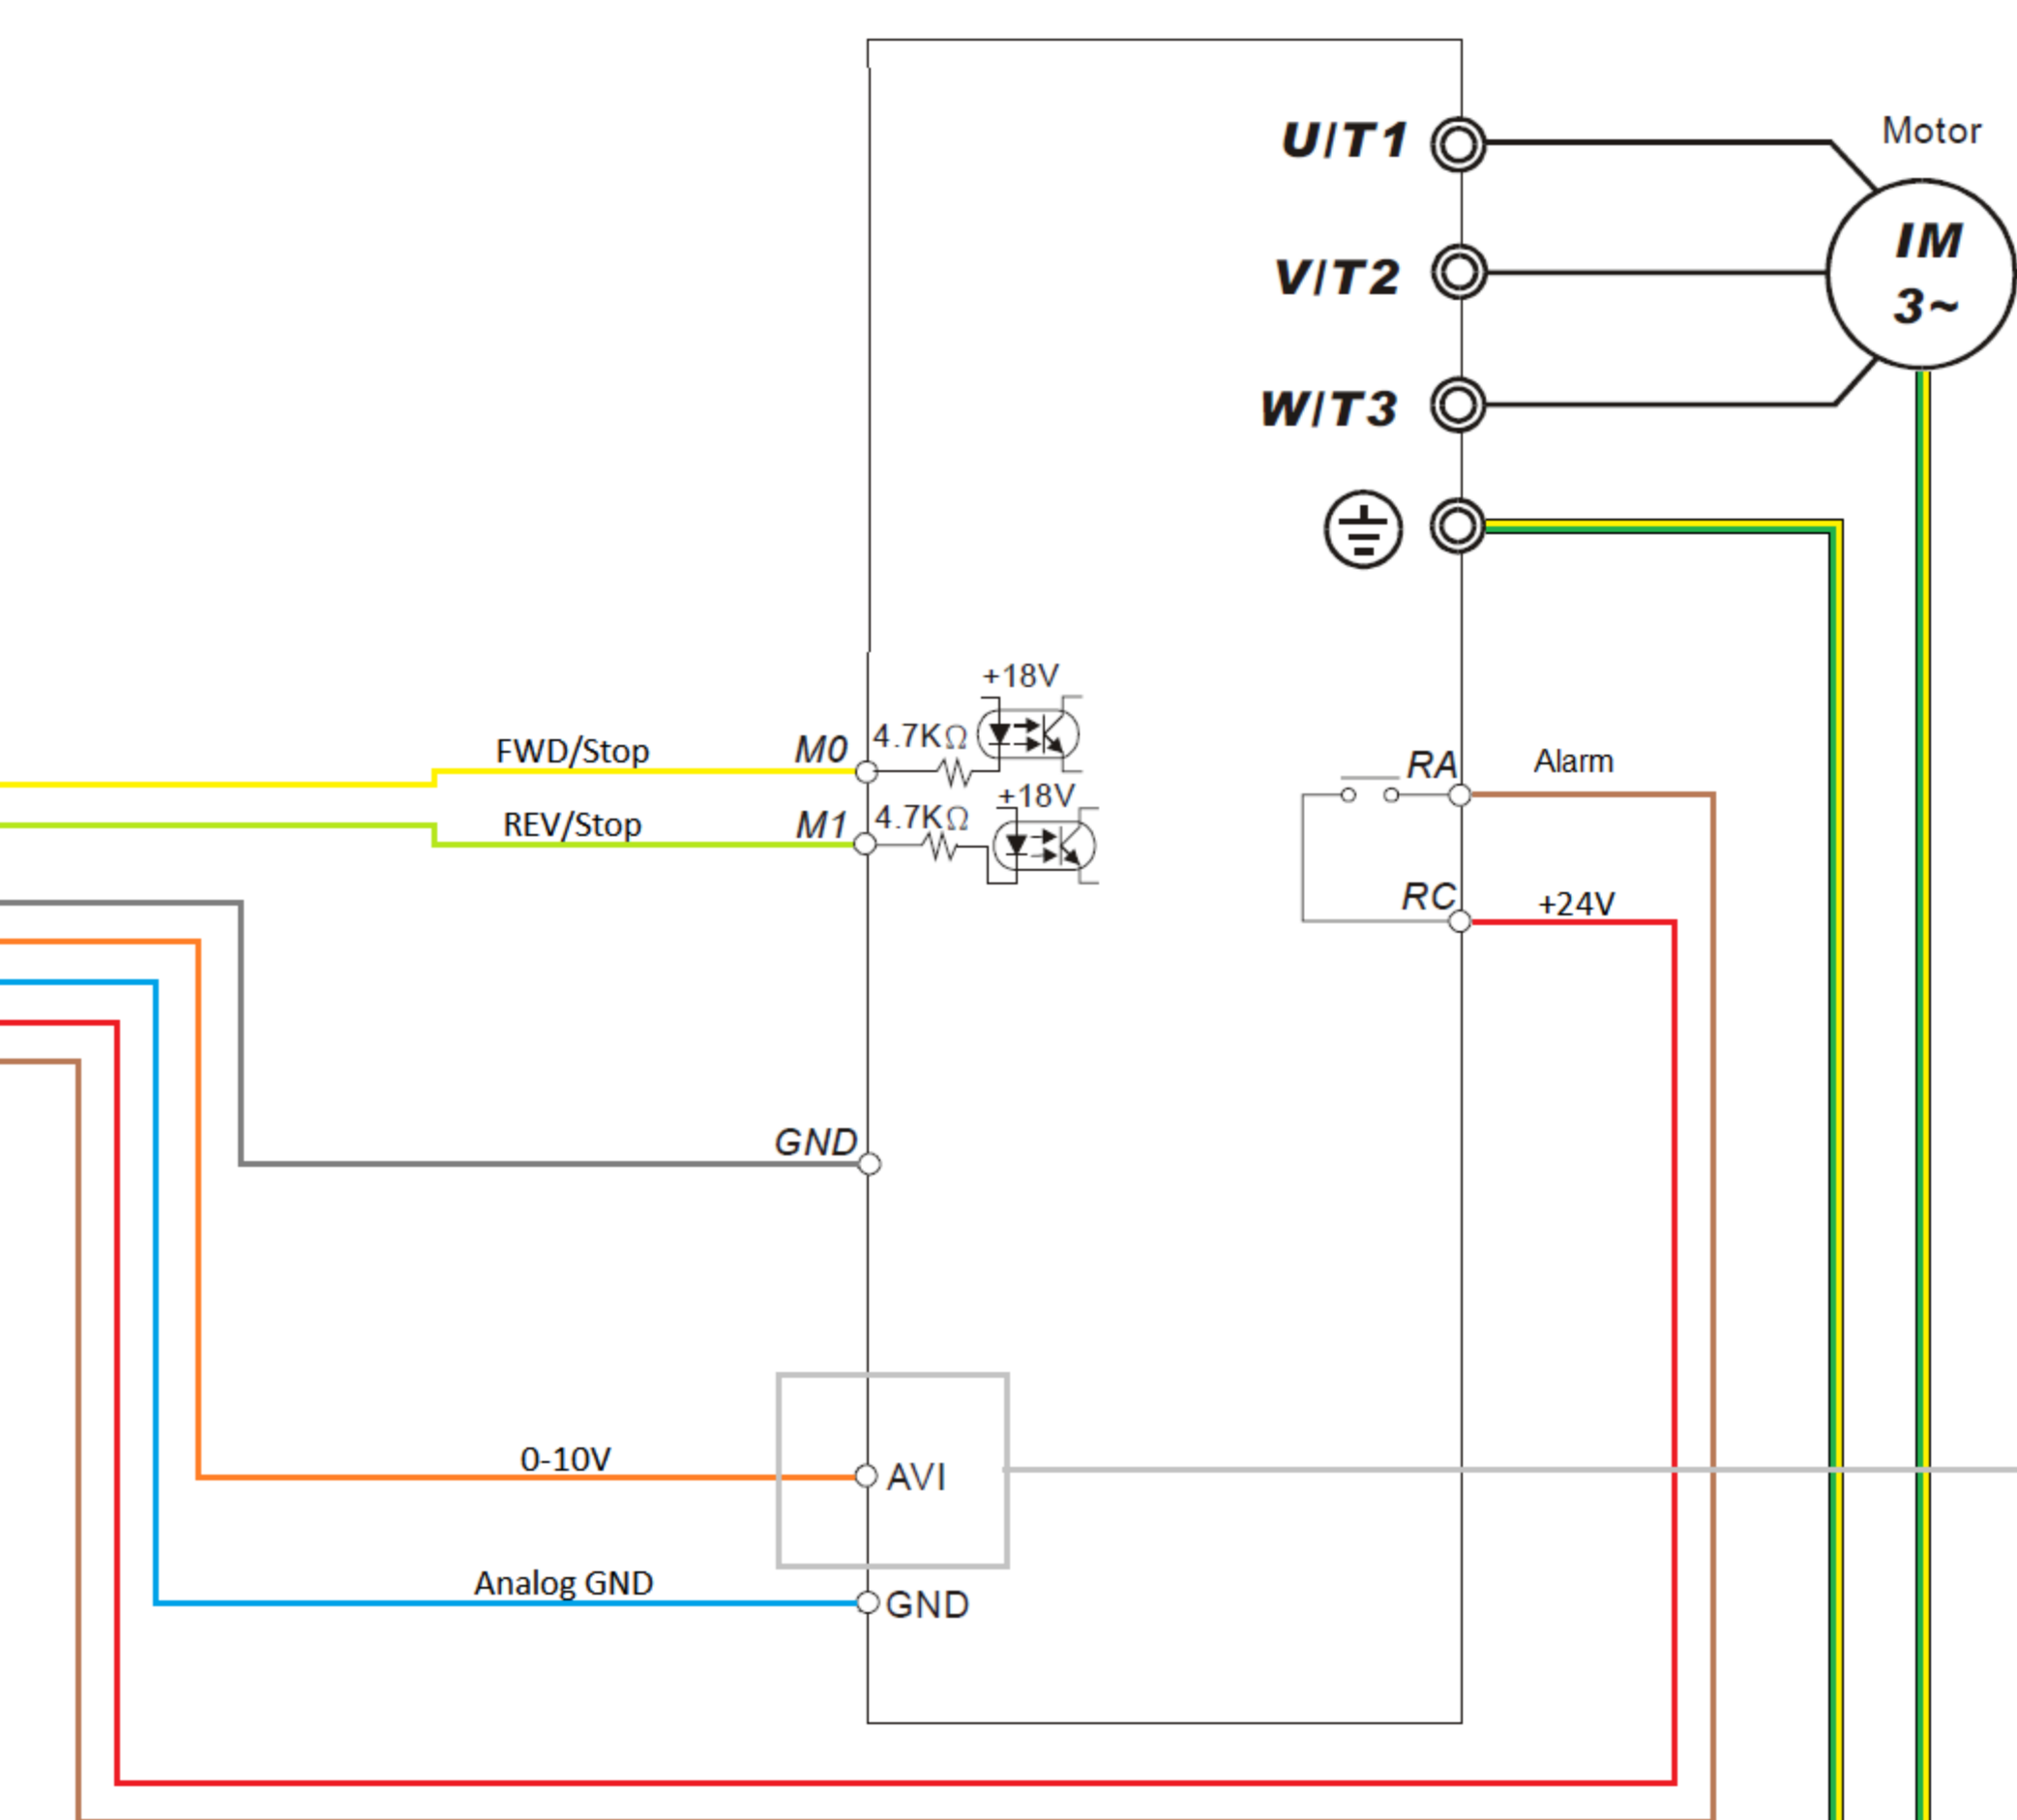 U/T1
Motor
IM
3~
V/T2
W/T3
+18V
FWD/Stop
M0
4.7KΩ
RA
Alarm
+18V
REV/Stop
M1
4.7KΩ
RC
+24V
GND
0-10V
AVI
Analog GND
GND